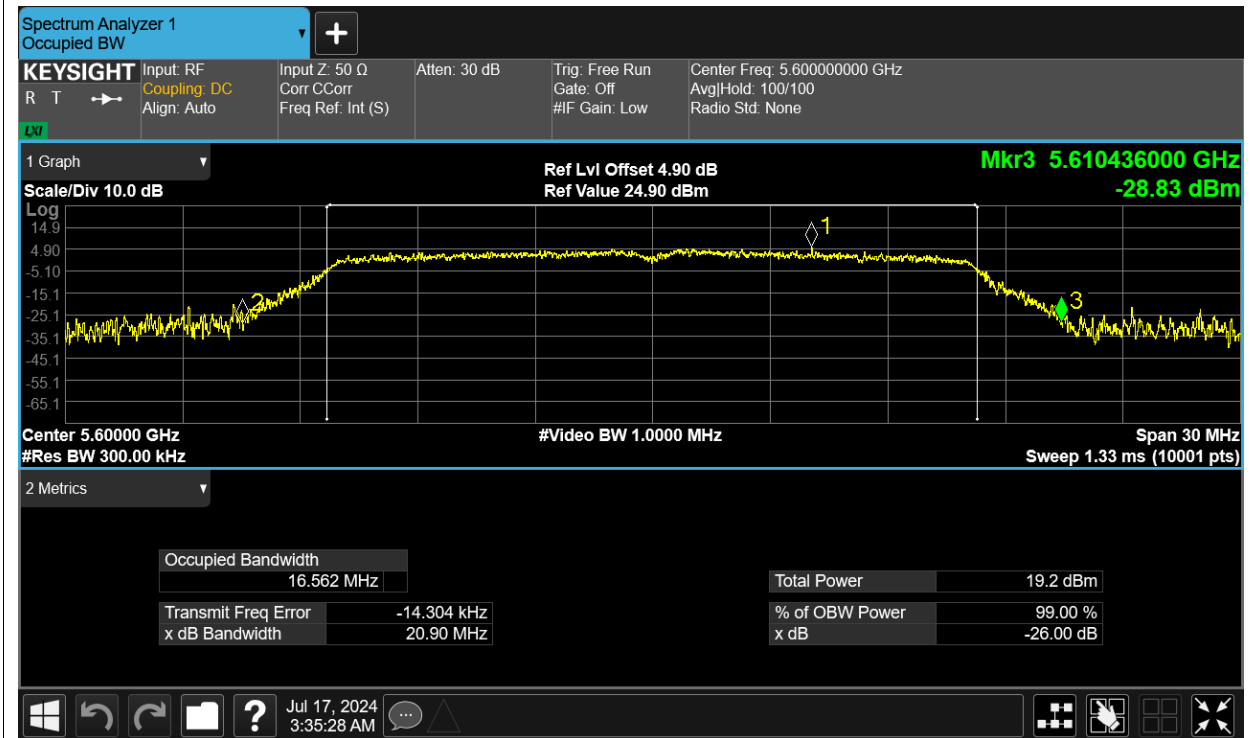 Spectrum Analyzer 1
Occupied BW
KEYSIGHT
R T
LXI
Input: RF
Coupling: DC
Align: Auto
Input Z: 50 Ω
Corr CCorr
Freq Ref: Int (S)
Atten: 30 dB
Trig: Free Run
Gate: Off
#IF Gain: Low
Center Freq: 5.600000000 GHz
Avg|Hold: 100/100
Radio Std: None
1 Graph
Scale/Div 10.0 dB
Ref Lvl Offset 4.90 dB
Ref Value 24.90 dBm
Mkr3 5.610436000 GHz
-28.83 dBm
Log
14.9
4.90
-5.10
-15.1
-25.1
-35.1
-45.1
-55.1
-65.1
1
2
3
Center 5.60000 GHz
#Res BW 300.00 kHz
#Video BW 1.0000 MHz
Span 30 MHz
Sweep 1.33 ms (10001 pts)
2 Metrics
Occupied Bandwidth
16.562 MHz
Transmit Freq Error -14.304 kHz
x dB Bandwidth 20.90 MHz
Total Power 19.2 dBm
% of OBW Power 99.00 %
x dB -26.00 dB
?
Jul 17, 2024
3:35:28 AM